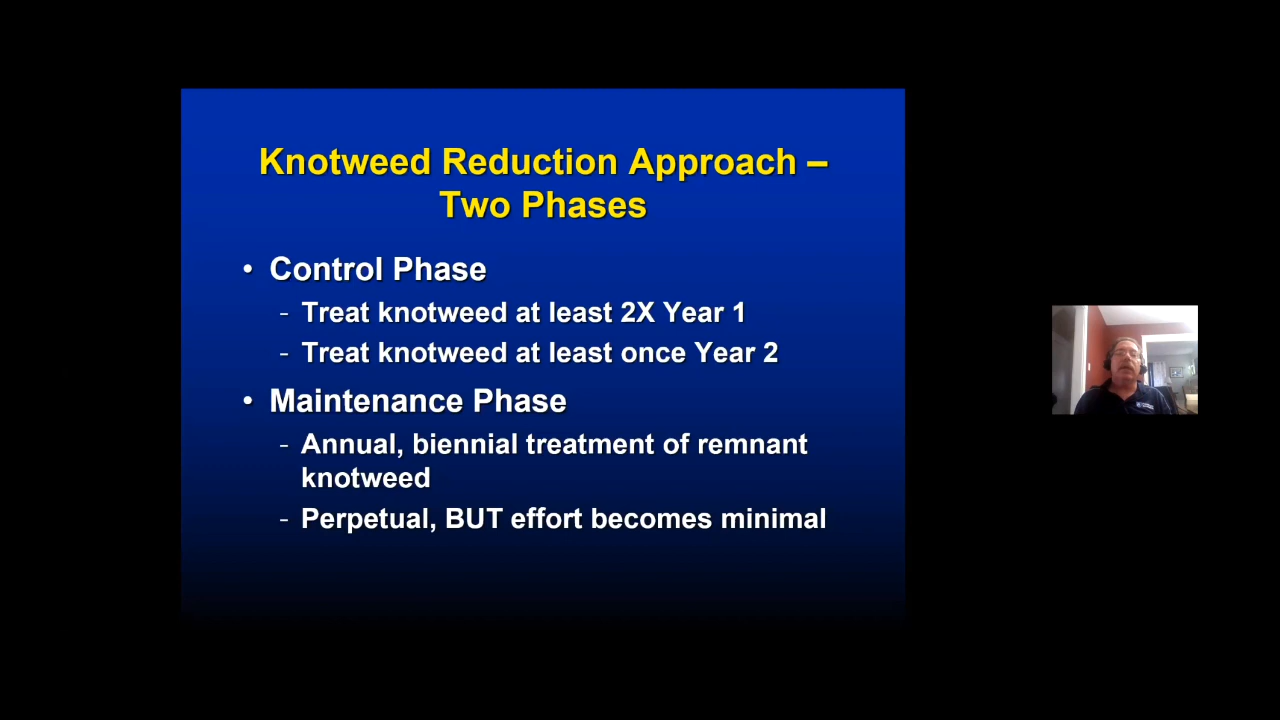 Knotweed Reduction Approach –
Two Phases
• Control Phase
- Treat knotweed at least 2X Year 1
- Treat knotweed at least once Year 2
• Maintenance Phase
- Annual, biennial treatment of remnant
knotweed
- Perpetual, BUT effort becomes minimal